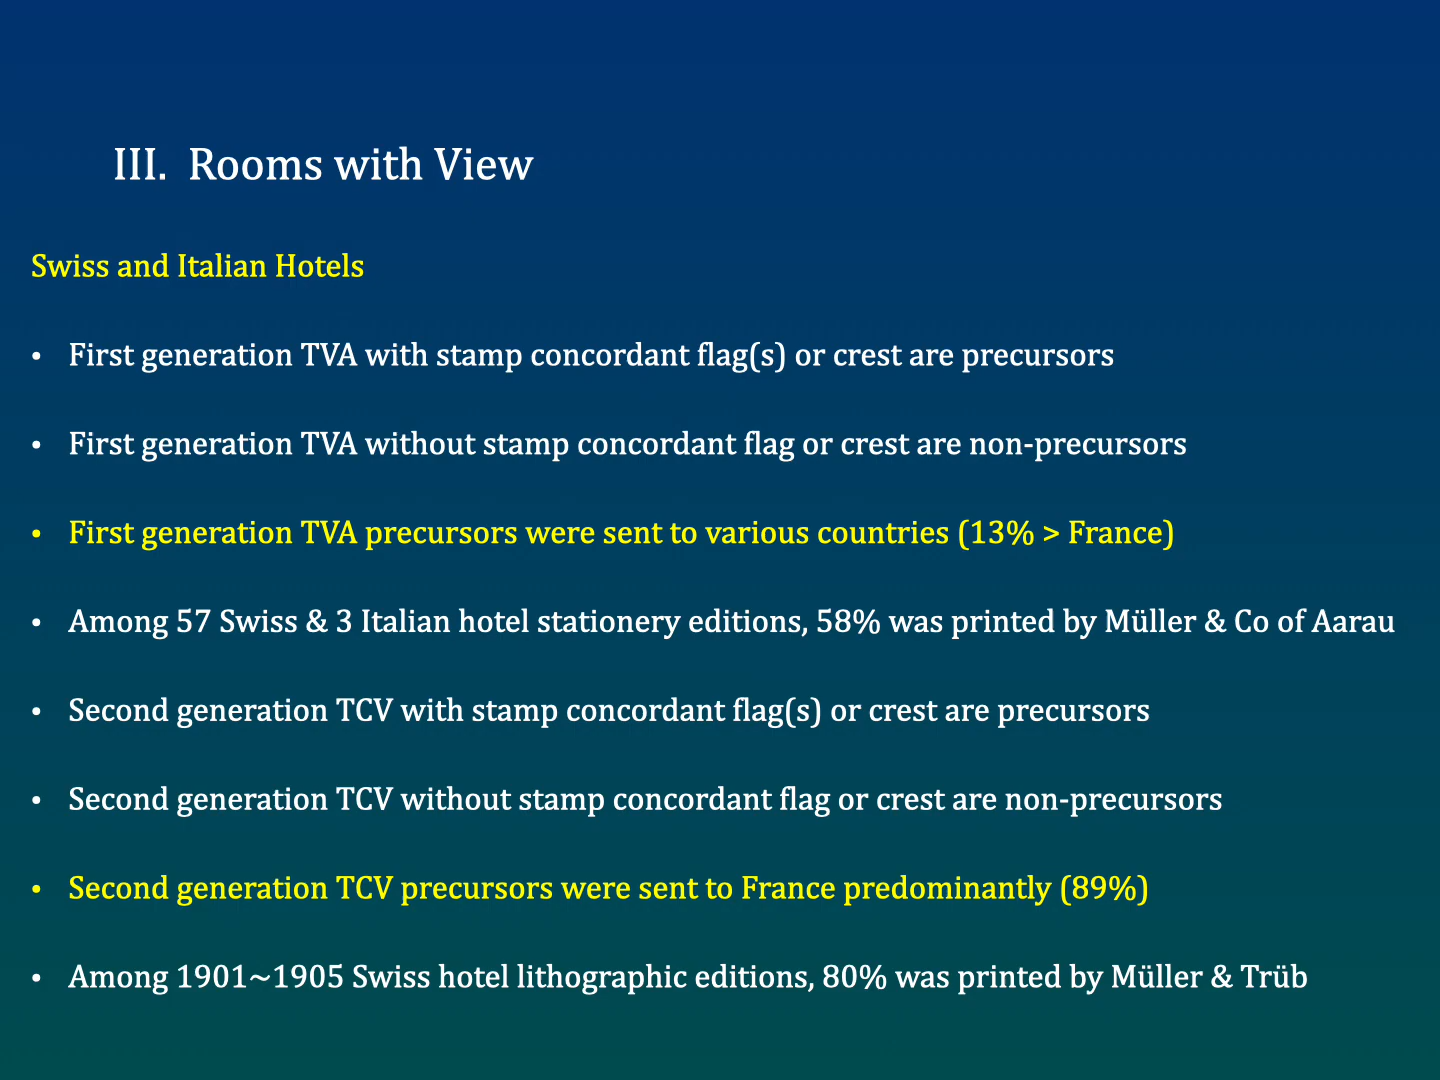 III. Rooms with View
Swiss and Italian Hotels
• First generation TVA with stamp concordant flag(s) or crest are precursors
• First generation TVA without stamp concordant flag or crest are non-precursors
• First generation TVA precursors were sent to various countries (13% > France)
• Among 57 Swiss & 3 Italian hotel stationery editions, 58% was printed by Müller & Co of Aarau
• Second generation TCV with stamp concordant flag(s) or crest are precursors
• Second generation TCV without stamp concordant flag or crest are non-precursors
• Second generation TCV precursors were sent to France predominantly (89%)
• Among 1901~1905 Swiss hotel lithographic editions, 80% was printed by Müller & Trüb